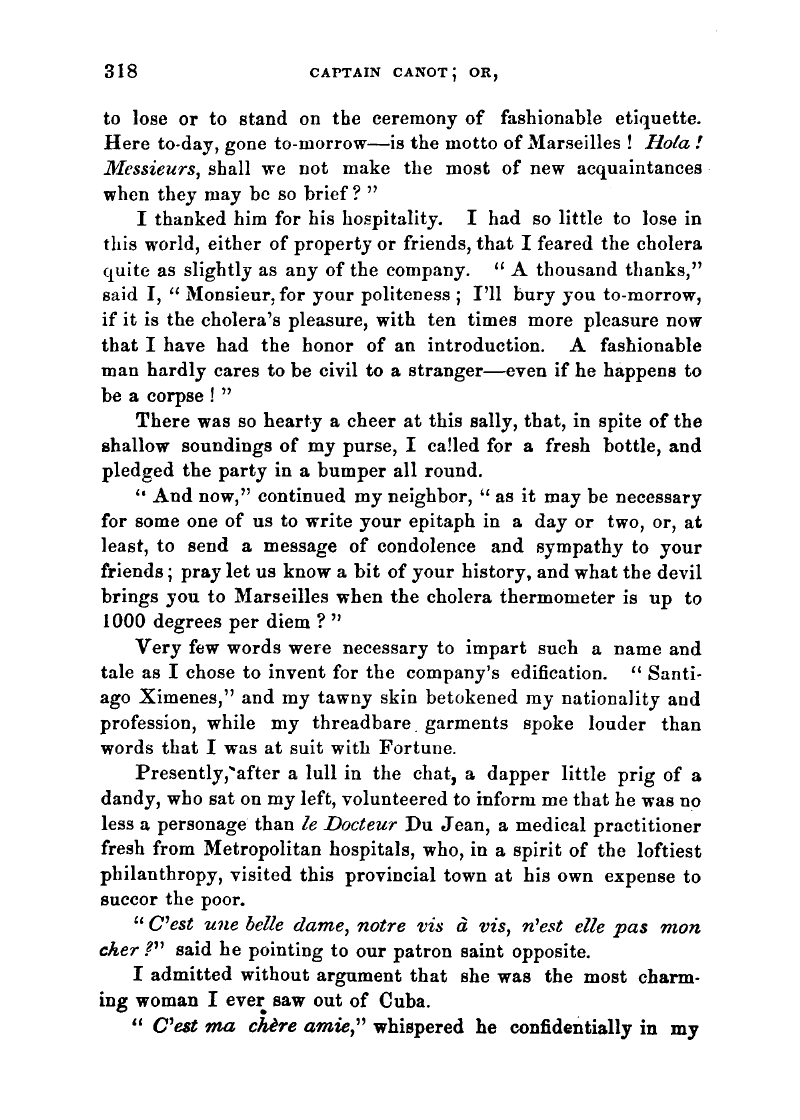 318 CAPTAIN CANOT; OR,
to lose or to stand on the ceremony of fashionable etiquette.
Here to-day, gone to-morrow—is the motto of Marseilles! Hola!
Messieurs, shall we not make the most of new acquaintances
when they may be so brief?"
I thanked him for his hospitality. I had so little to lose in
this world, either of property or friends, that I feared the cholera
quite as slightly as any of the company. "A thousand thanks,"
said I, "Monsieur, for your politeness; I'll bury you to-morrow,
if it is the cholera's pleasure, with ten times more pleasure now
that I have had the honor of an introduction. A fashionable
man hardly cares to be civil to a stranger—even if he happens to
be a corpse!"
There was so hearty a cheer at this sally, that, in spite of the
shallow soundings of my purse, I called for a fresh bottle, and
pledged the party in a bumper all round.
"And now," continued my neighbor, "as it may be necessary
for some one of us to write your epitaph in a day or two, or, at
least, to send a message of condolence and sympathy to your
friends; pray let us know a bit of your history, and what the devil
brings you to Marseilles when the cholera thermometer is up to
1000 degrees per diem?"
Very few words were necessary to impart such a name and
tale as I chose to invent for the company's edification. "Santi-
ago Ximenes," and my tawny skin betokened my nationality and
profession, while my threadbare garments spoke louder than
words that I was at suit with Fortune.
Presently, after a lull in the chat, a dapper little prig of a
dandy, who sat on my left, volunteered to inform me that he was no
less a personage than le Docteur Du Jean, a medical practitioner
fresh from Metropolitan hospitals, who, in a spirit of the loftiest
philanthropy, visited this provincial town at his own expense to
succor the poor.
"C'est une belle dame, notre vis à vis, n'est elle pas mon
cher?" said he pointing to our patron saint opposite.
I admitted without argument that she was the most charm-
ing woman I ever saw out of Cuba.
"C'est ma chère amie," whispered he confidentially in my